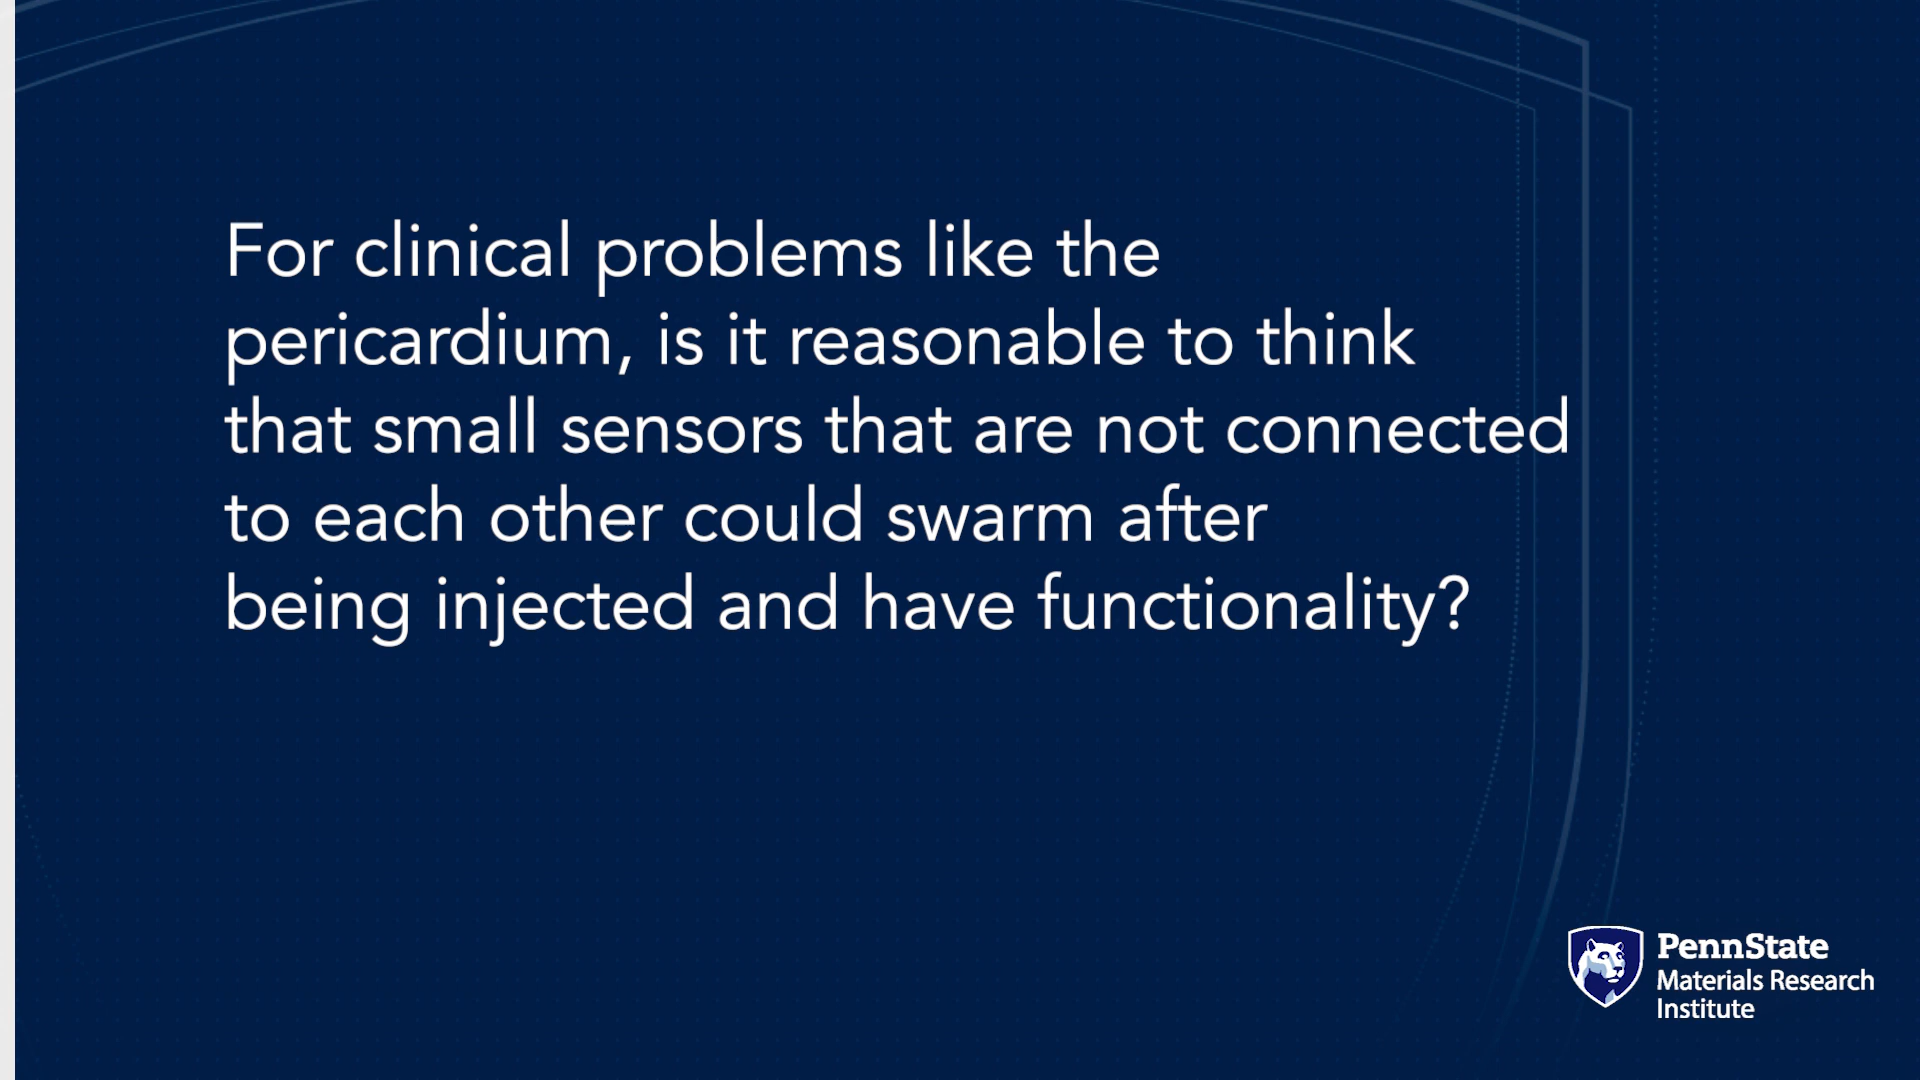 For clinical problems like the
pericardium, is it reasonable to think
that small sensors that are not connected
to each other could swarm after
being injected and have functionality?
PennState
Materials Research
Institute